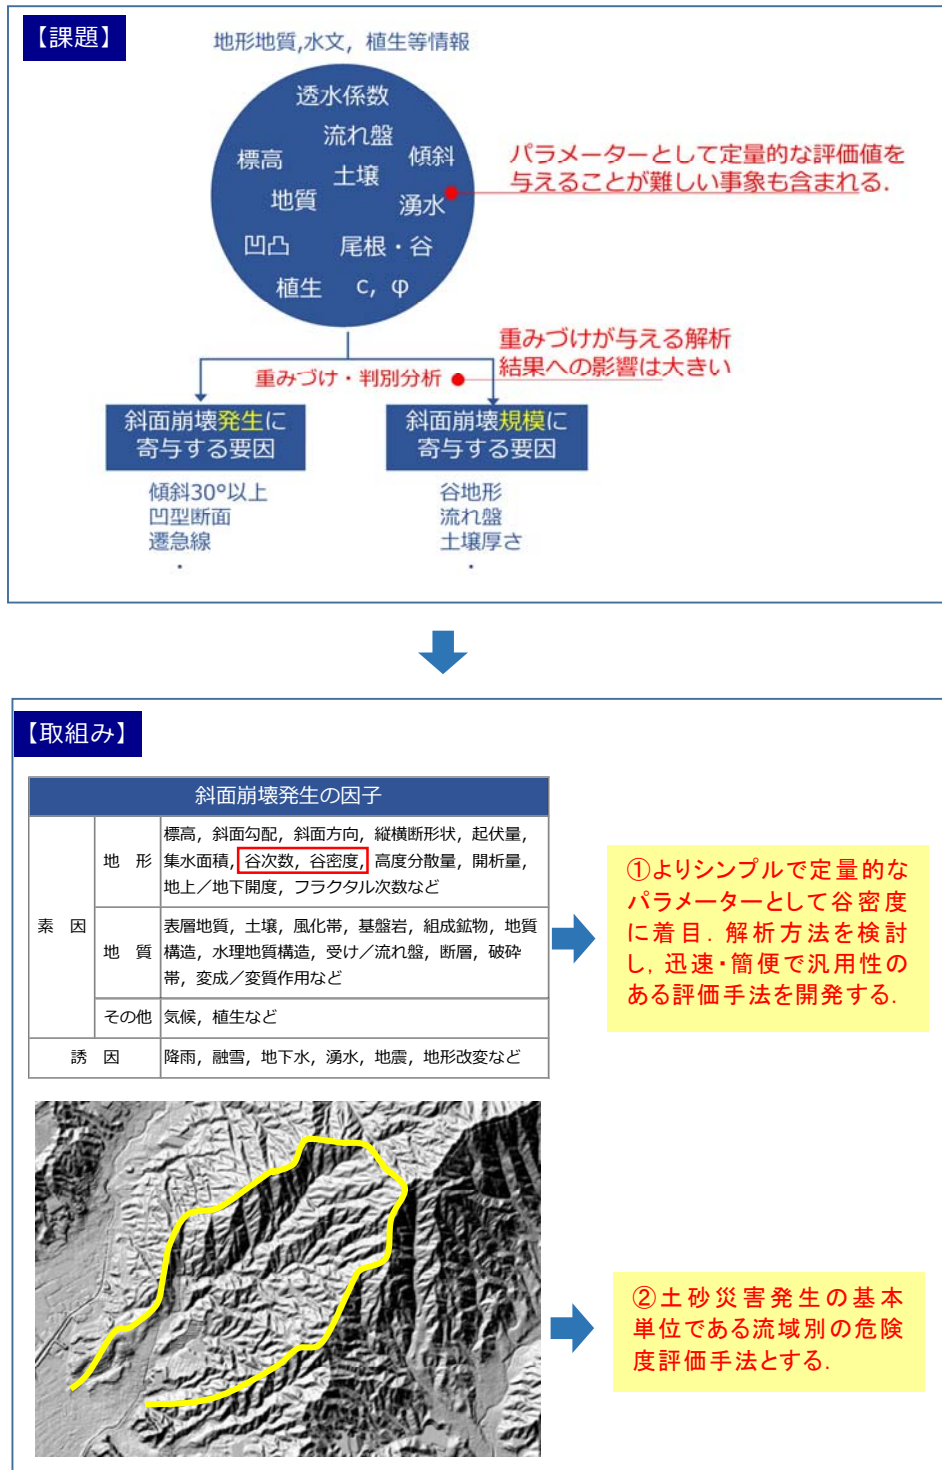 【課題】
地形地質,水文，植生等情報
透水係数
流れ盤
標高
傾斜
土壌
地質
湧水
凹凸
尾根・谷
植生
c，φ
パラメーターとして定量的な評価値を
与えることが難しい事象も含まれる．
重みづけが与える解析
結果への影響は大きい
重みづけ・判別分析
斜面崩壊発生に
寄与する要因
傾斜30°以上
凹型断面
遷急線
・
斜面崩壊規模に
寄与する要因
谷地形
流れ盤
土壌厚さ
・
【取組み】
斜面崩壊発生の因子
素　因
地　形
標高，斜面勾配，斜面方向，縦横断形状，起伏量，
集水面積，谷次数，谷密度，高度分散量，開析量，
地上／地下開度，フラクタル次数など
地　質
表層地質，土壌，風化帯，基盤岩，組成鉱物，地質
構造，水理地質構造，受け／流れ盤，断層，破砕
帯，変成／変質作用など
その他
気候，植生など
誘　因
降雨，融雪，地下水，湧水，地震，地形改変など
①よりシンプルで定量的な
パラメーターとして谷密度
に着目．解析方法を検討
し，迅速・簡便で汎用性の
ある評価手法を開発する．
②土砂災害発生の基本
単位である流域別の危険
度評価手法とする．